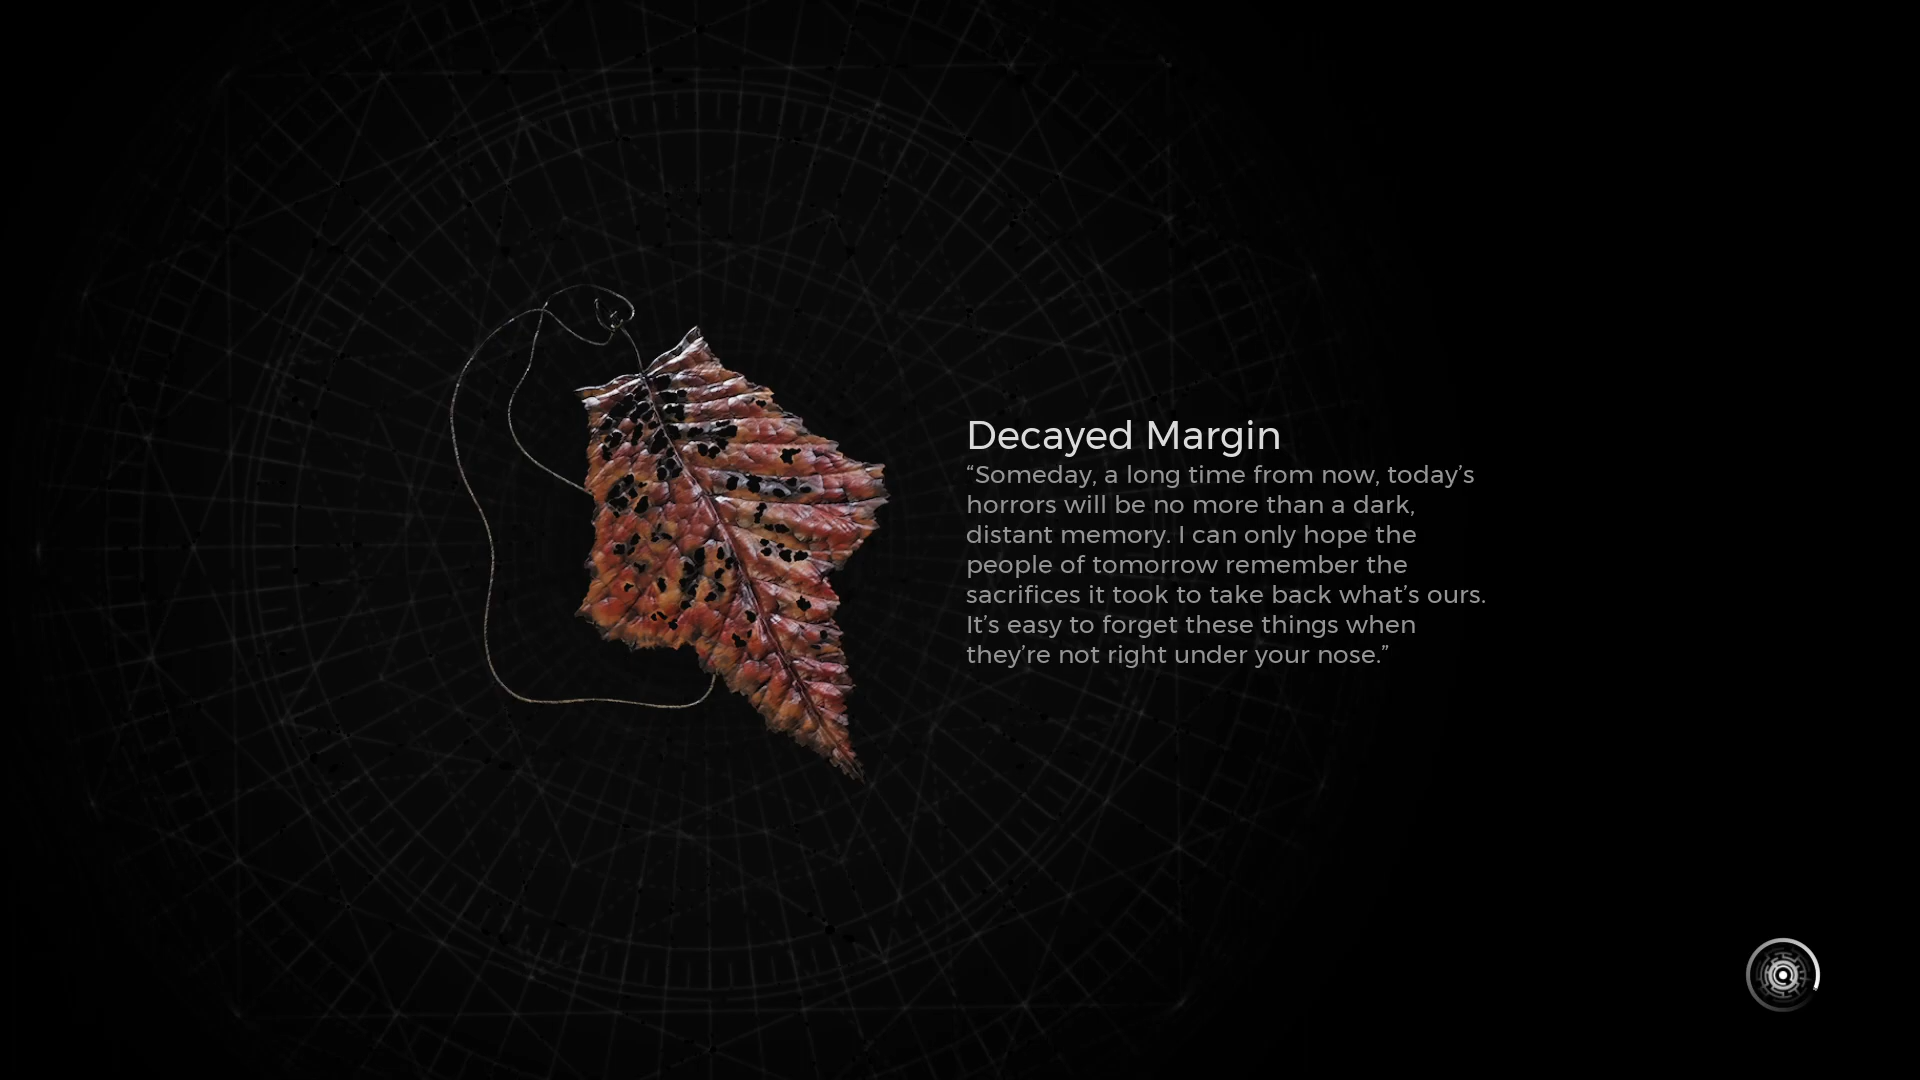 Decayed Margin
“Someday, a long time from now, today’s
horrors will be no more than a dark,
distant memory. I can only hope the
people of tomorrow remember the
sacrifices it took to take back what’s ours.
It’s easy to forget these things when
they’re not right under your nose.”